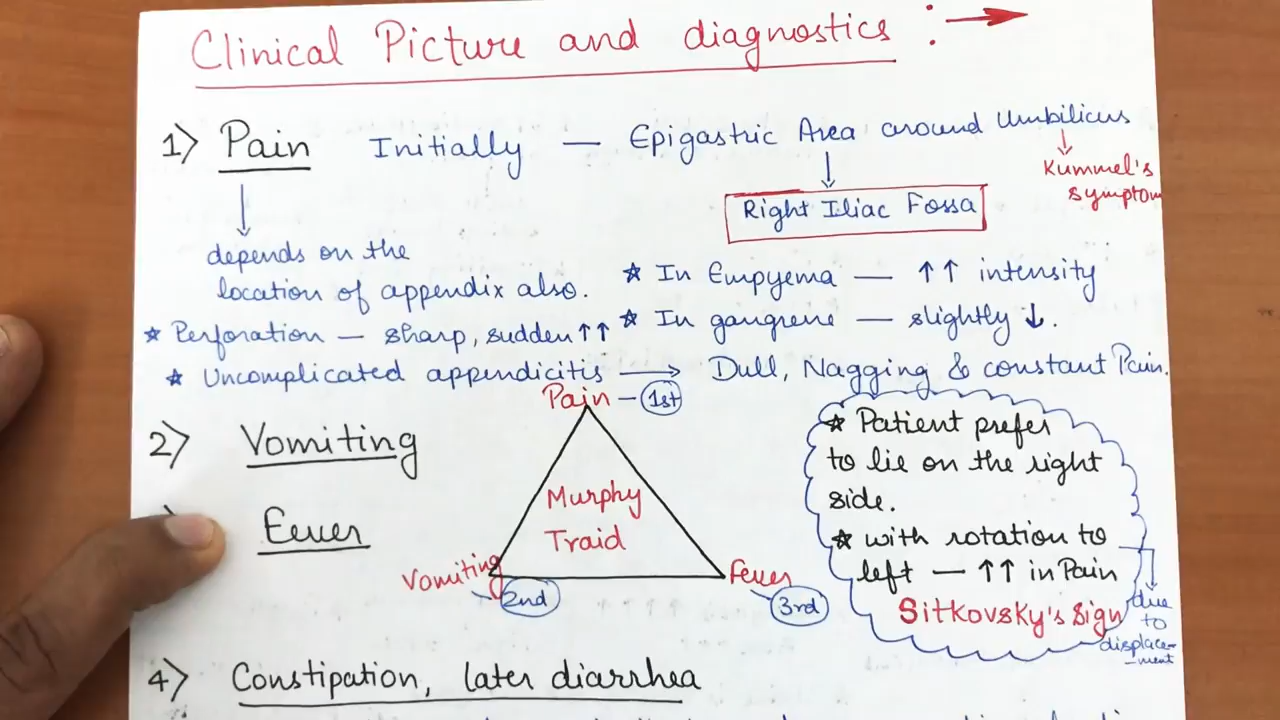 Clinical Picture and diagnostics :→
1) Pain Initially — Epigastric Area around Umbilicus
↓ Kummel's symptom
↓
Right Iliac Fossa
↓
depends on the
location of appendix also.
★ In Empyema — ↑↑ intensity
★ Perforation — sharp, sudden ↑↑
★ In gangrene — slightly ↓.
★ Uncomplicated appendicitis → Dull, Nagging & constant Pain.
2) Vomiting
Fever
Pain — 1st
Murphy
Traid
Vomiting
2nd
Fever
3rd
★ Patient prefer
to lie on the right
side.
★ with rotation to
left — ↑↑ in Pain
Sitkovsky's Sign
due
to
displace-
-ment
4) Constipation, later diarrhea